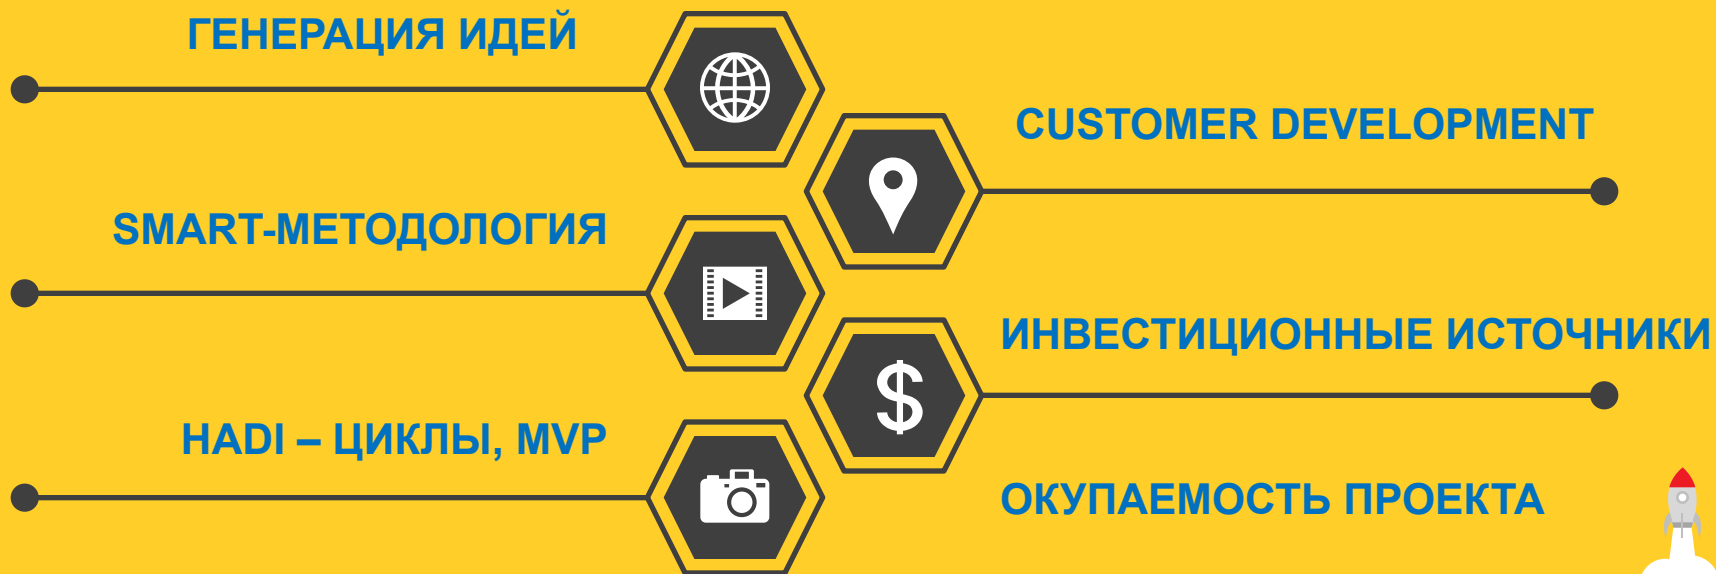 ГЕНЕРАЦИЯ ИДЕЙ
CUSTOMER DEVELOPMENT
SMART-МЕТОДОЛОГИЯ
ИНВЕСТИЦИОННЫЕ ИСТОЧНИКИ
$
HADI – ЦИКЛЫ, MVP
ОКУПАЕМОСТЬ ПРОЕКТА